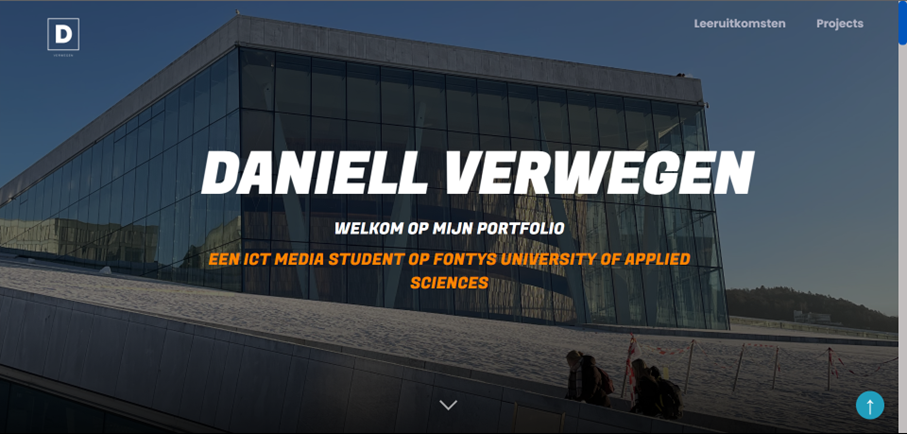 Leeruitkomsten Projects
D
DANIELL VERWEGEN
WELKOM OP MIJN PORTFOLIO
EEN ICT MEDIA STUDENT OP FONTYS UNIVERSITY OF APPLIED
SCIENCES